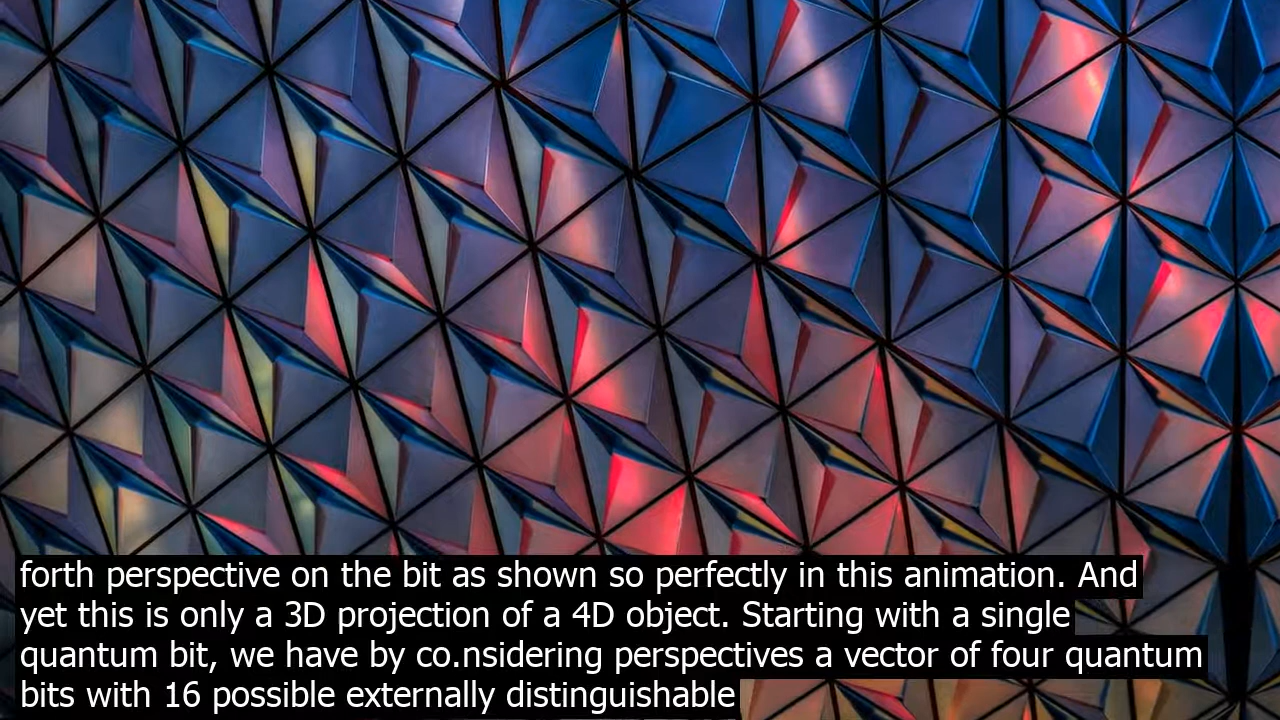 forth perspective on the bit as shown so perfectly in this animation. And
yet this is only a 3D projection of a 4D object. Starting with a single
quantum bit, we have by co.nsidering perspectives a vector of four quantum
bits with 16 possible externally distinguishable